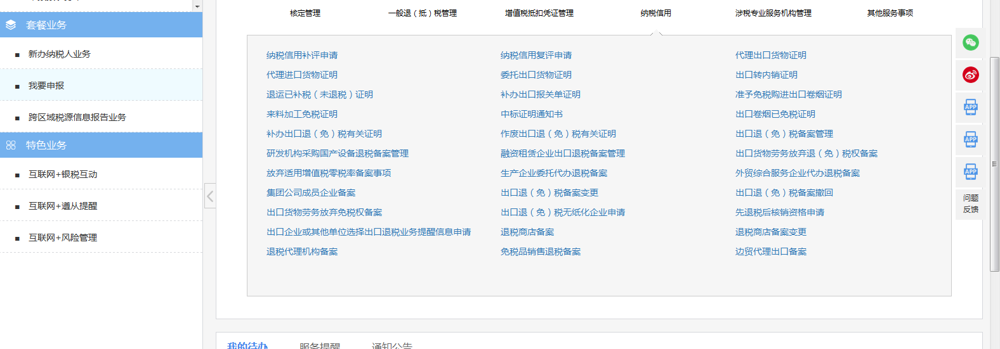 套餐业务
新办纳税人业务
我要申报
跨区域税源信息报告业务
特色业务
互联网+银税互动
互联网+遵从提醒
互联网+风险管理
核定管理 一般退（抵）税管理 增值税抵扣凭证管理 纳税信用 涉税专业服务机构管理 其他服务事项
纳税信用补评申请 纳税信用复评申请 代理出口货物证明
代理进口货物证明 委托出口货物证明 出口转内销证明
退运已补税（未退税）证明 补办出口报关单证明 准予免税购进出口卷烟证明
来料加工免税证明 中标证明通知书 出口卷烟已免税证明
补办出口退（免）税有关证明 作废出口退（免）税有关证明 出口退（免）税备案管理
研发机构采购国产设备退税备案管理 融资租赁企业出口退税备案管理 出口货物劳务放弃退（免）税权备案
放弃适用增值税零税率备案事项 生产企业委托代办退税备案 外贸综合服务企业代办退税备案
集团公司成员企业备案 出口退（免）税备案变更 出口退（免）税备案撤回
出口货物劳务放弃免税权备案 出口退（免）税无纸化企业申请 先退税后核销资格申请
出口企业或其他单位选择出口退税业务提醒信息申请 退税商店备案 退税商店备案变更
退税代理机构备案 免税品销售退税备案 边贸代理出口备案
APP
APP
APP
问题
反馈
我的待办 服务提醒 通知公告